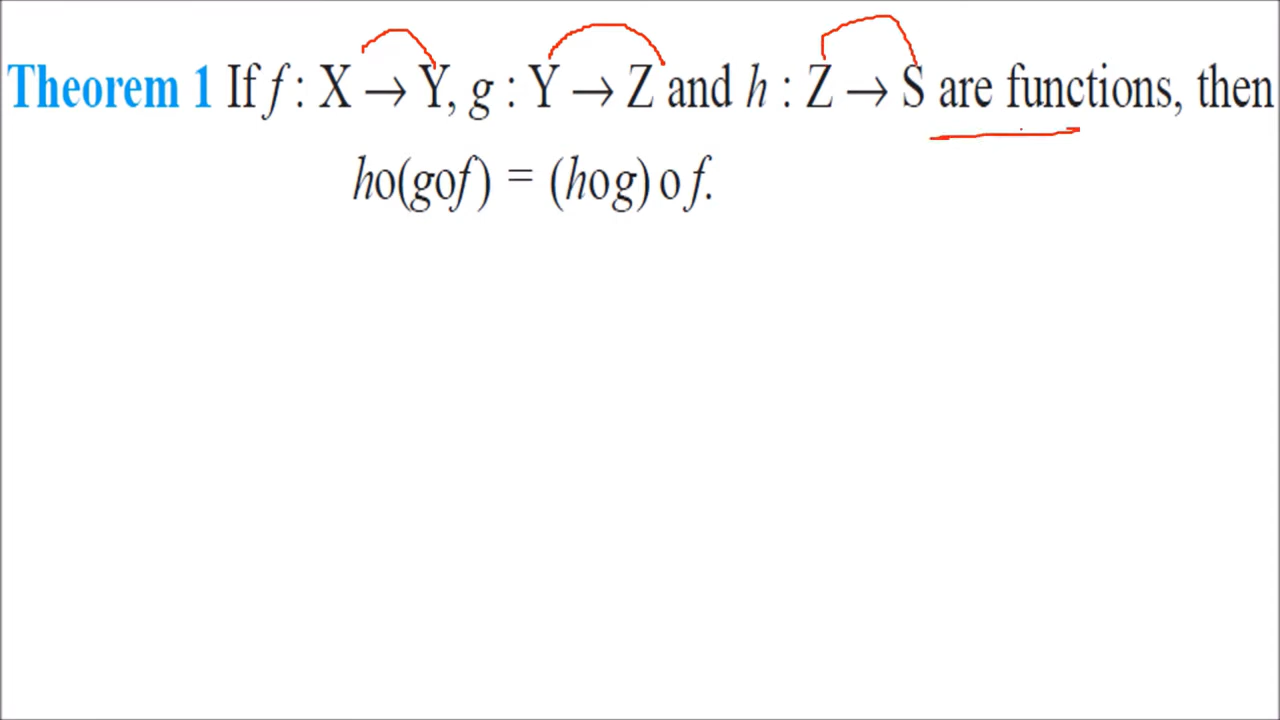 Theorem 1 If f : X → Y, g : Y → Z and h : Z → S are functions, then
ho(gof) = (hog) o f.